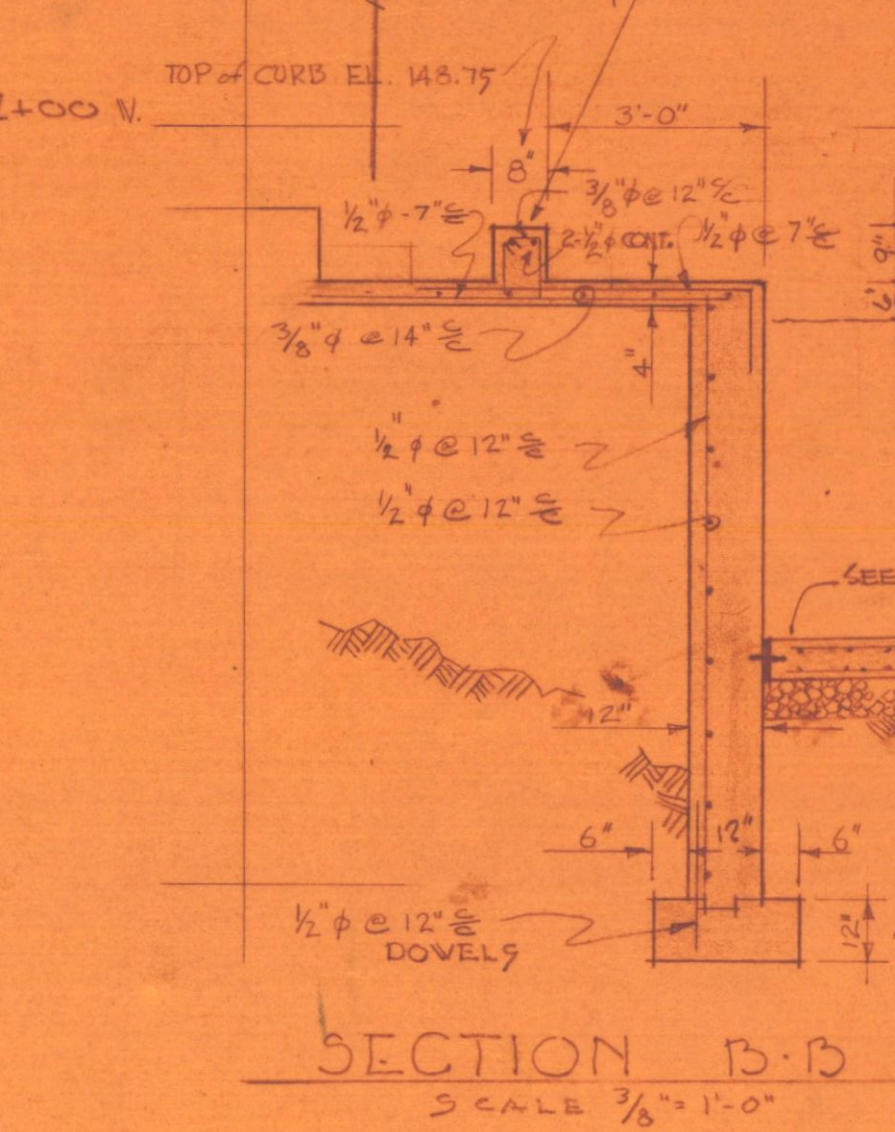 TOP of CURB EL. 148.75
+00 W.
3'-0"
8"
3/8"φ@ 12" C/C
1/2"φ-7" C/C
2-1/2"φ CONT.
1/2"φ@ 7" C/C
3/8"φ @ 14" C/C
4"
1/2"φ@ 12" C/C
1/2"φ@ 12" C/C
SEE
12"
6"
12"
6"
1/2"φ@ 12" C/C
DOWELS
12"
SECTION B-B
SCALE 3/8"= 1'-0"